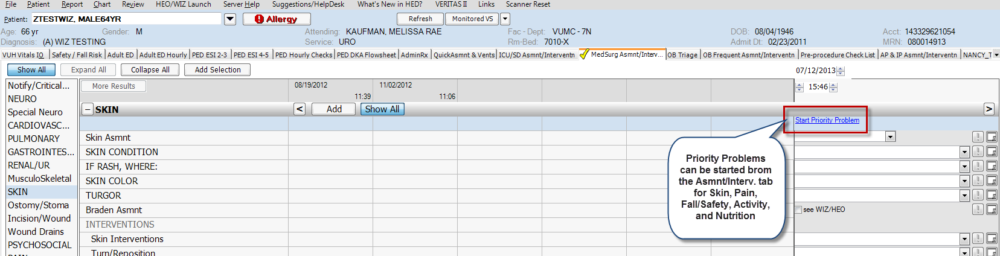 File Patient Report Chart Review HEO/WIZ Launch Server Help Suggestions/HelpDesk What's New in HED? VERITAS II Links Scanner Reset
Patient: ZTESTWIZ, MALE64YR Allergy Refresh Monitored VS
Age: 66 yr Gender: M Attending: KAUFMAN, MELISSA RAE Fac - Dept: VUMC - 7N DOB: 08/04/1946 Acct: 143329621054
Diagnosis: (A) WIZ TESTING Service: URO Rm-Bed: 7010-X Admit Dt: 02/23/2011 MRN: 080014913
VUH Vitals IO Safety / Fall Risk Adult ED Adult ED Hourly PED ESI 2-3 PED ESI 4-5 PED Hourly Checks PED DKA Flowsheet AdminRx QuickAsmnt & Vents ICU/SD Asmnt/Interventn MedSurg Asmnt/Interv... OB Triage OB Frequent Asmnt/Interventn Pre-procedure Check List AP & IP Asmnt/Interventn NANCY_T
Show All Expand All Collapse All Add Selection 07/12/2013
Notify/Critical... More Results 08/19/2012 11/02/2012 15:46
11:39 11:06
NEURO
Special Neuro − SKIN < Add Show All >
CARDIOVASC... Start Priority Problem
PULMONARY Skin Asmnt
GASTROINTES... SKIN CONDITION
RENAL/UR IF RASH, WHERE:
MusculoSkeletal SKIN COLOR
SKIN TURGOR
Ostomy/Stoma Braden Asmnt see WIZ/HEO
Incision/Wound INTERVENTIONS
Wound Drains Skin Interventions
PSYCHOSOCIAL Turn/Reposition
PAIN
Priority Problems
can be started brom
the Asmnt/Interv. tab
for Skin, Pain,
Fall/Safety, Activity,
and Nutrition